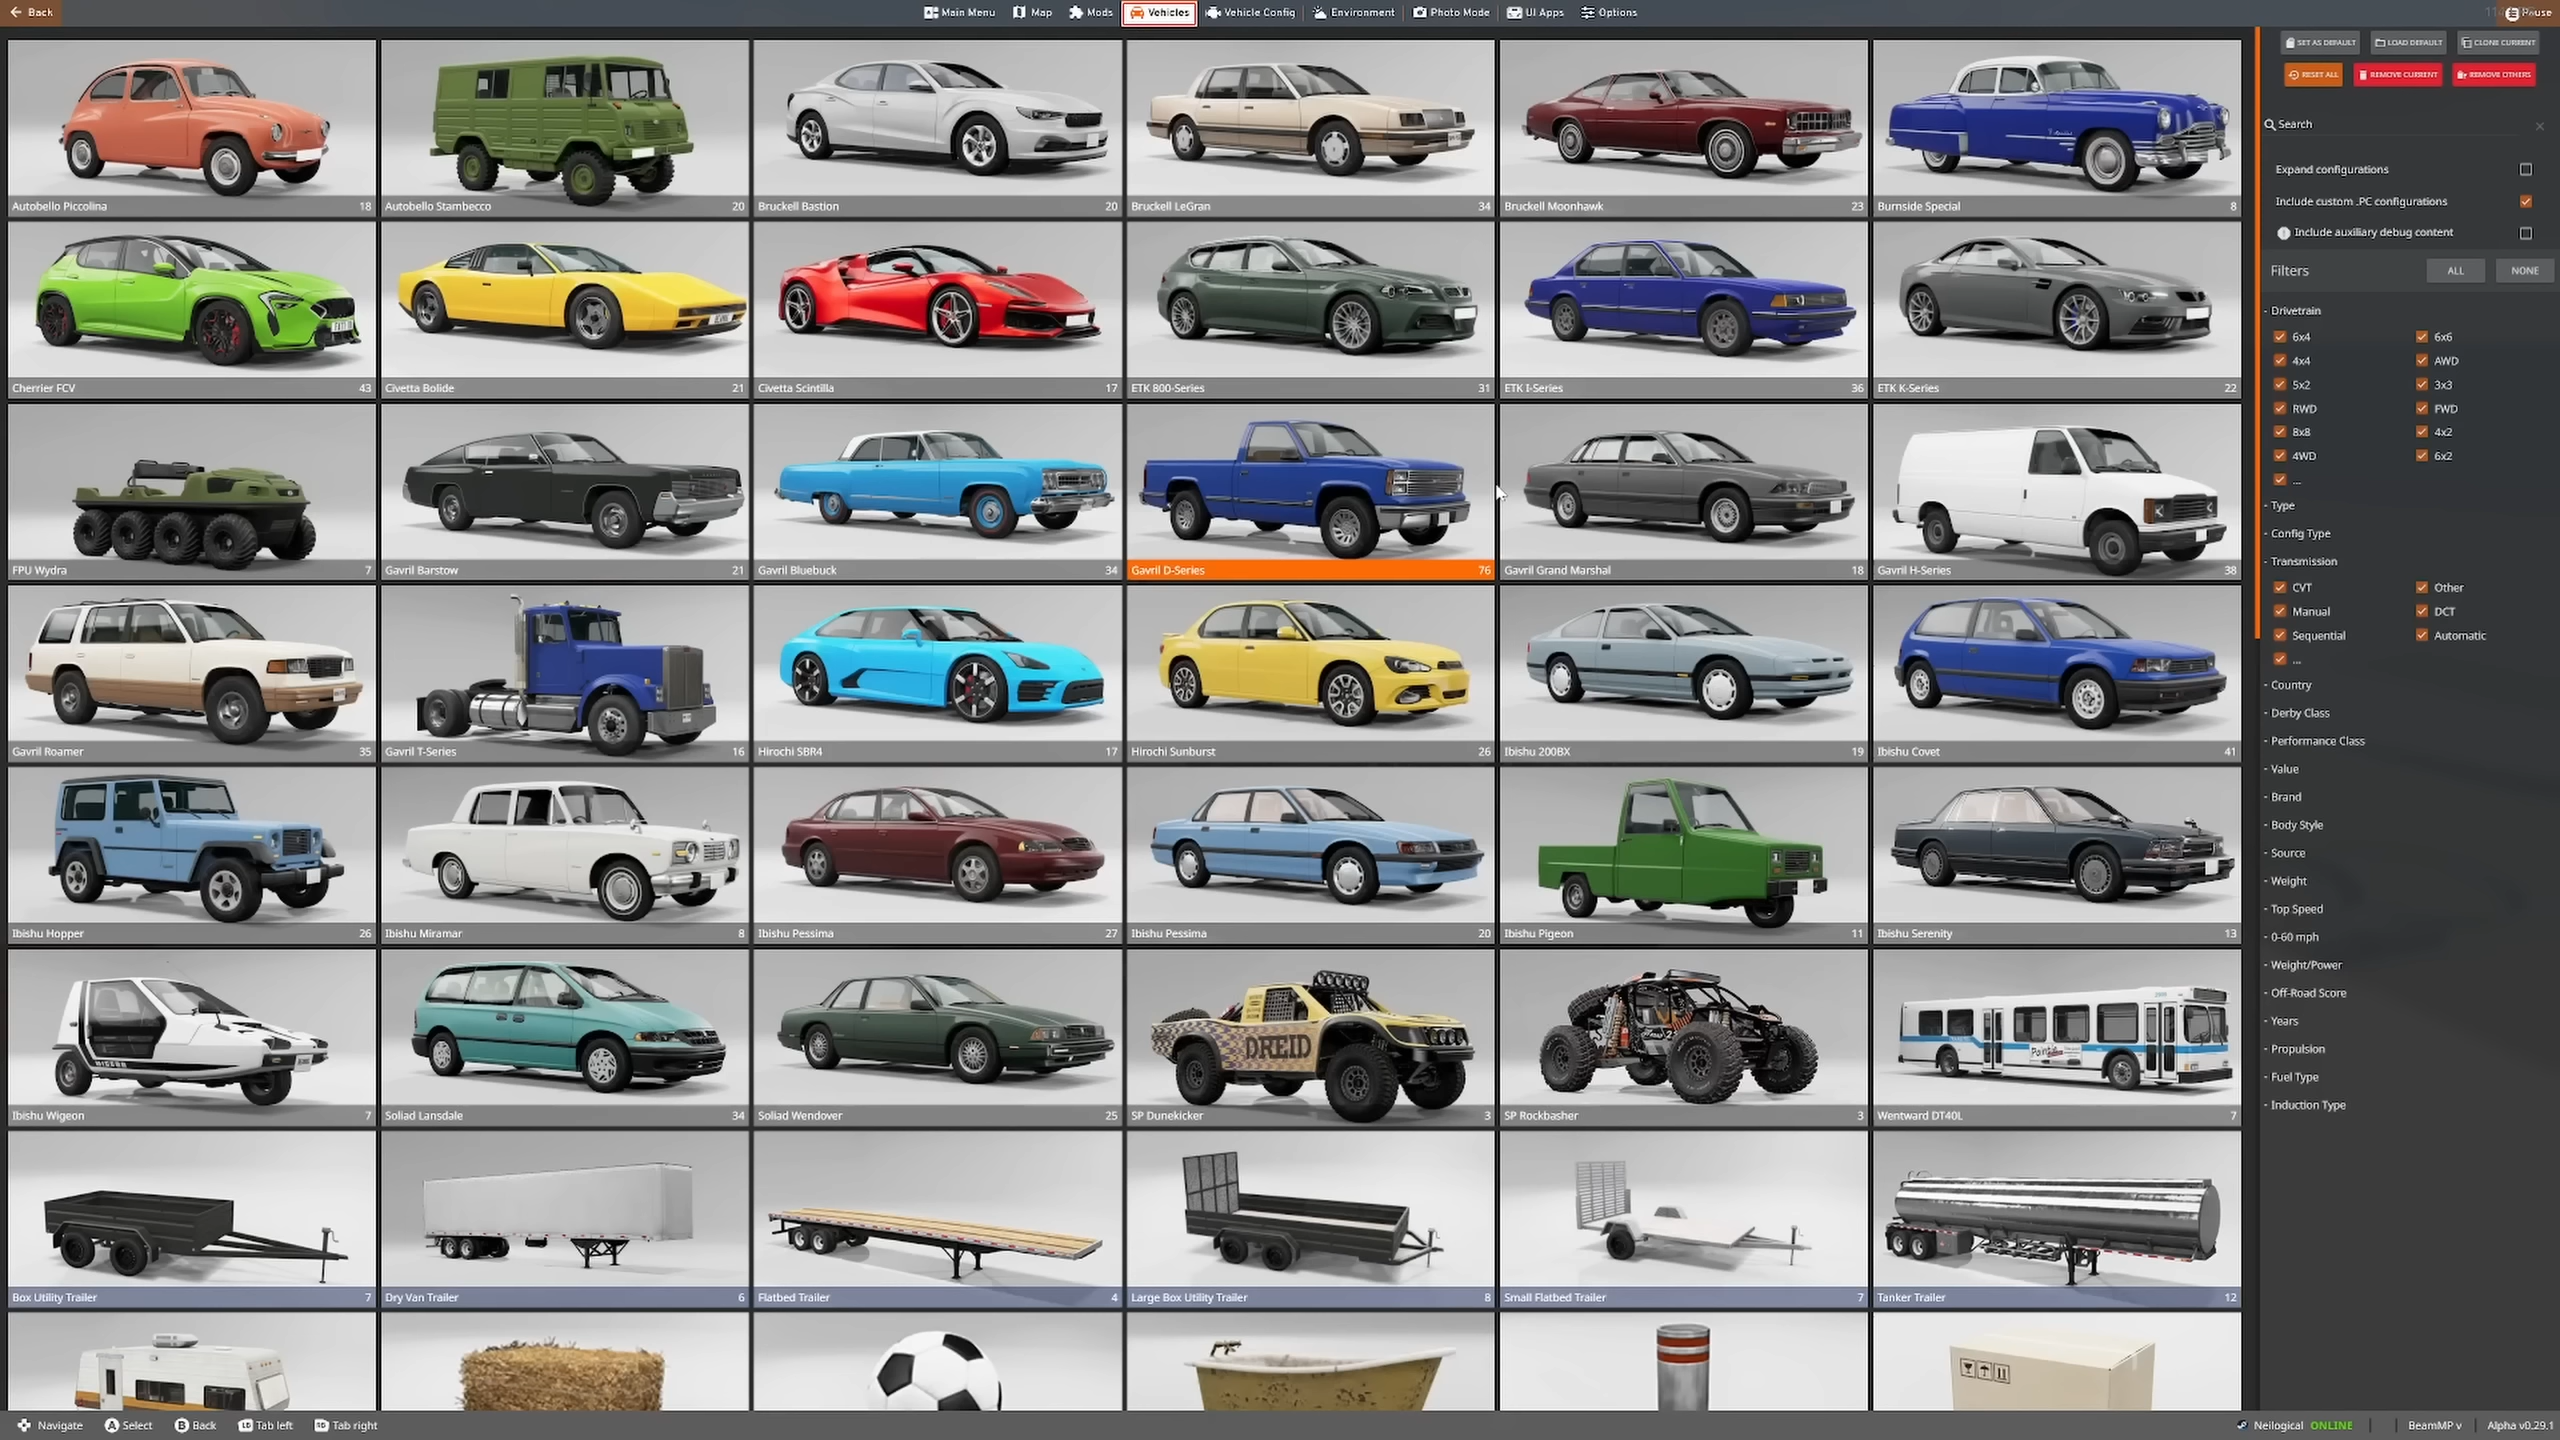 Back
Main Menu
Map
Mods
Vehicles
Vehicle Config
Environment
Photo Mode
UI Apps
Options
Pause
Autobello Piccolina 18
Autobello Stambecco 20
Bruckell Bastion 20
Bruckell LeGran 34
Bruckell Moonhawk 23
Burnside Special 8
Cherrier FCV 43
Civetta Bolide 21
Civetta Scintilla 17
ETK 800-Series 31
ETK I-Series 36
ETK K-Series 22
FPU Wydra 7
Gavril Barstow 21
Gavril Bluebuck 34
Gavril D-Series 76
Gavril Grand Marshal 18
Gavril H-Series 38
Gavril Roamer 35
Gavril T-Series 16
Hirochi SBR4 17
Hirochi Sunburst 26
Ibishu 200BX 19
Ibishu Covet 41
Ibishu Hopper 26
Ibishu Miramar 8
Ibishu Pessima 27
Ibishu Pessima 20
Ibishu Pigeon 11
Ibishu Serenity 13
WIGEON
Ibishu Wigeon 7
Soliad Lansdale 34
Soliad Wendover 25
DREID
SP Dunekicker 3
SP Rockbasher 3
Wentward DT40L 7
Box Utility Trailer 7
Dry Van Trailer 6
Flatbed Trailer 4
Large Box Utility Trailer 8
Small Flatbed Trailer 7
Tanker Trailer 12
SET AS DEFAULT
LOAD DEFAULT
CLONE CURRENT
RESET ALL
REMOVE CURRENT
REMOVE OTHERS
Search
Expand configurations
Include custom .PC configurations
Include auxiliary debug content
Filters
ALL
NONE
- Drivetrain
6x4 6x6
4x4 AWD
5x2 3x3
RWD FWD
8x8 4x2
4WD 6x2
...
- Type
- Config Type
- Transmission
CVT Other
Manual DCT
Sequential Automatic
...
- Country
- Derby Class
- Performance Class
- Value
- Brand
- Body Style
- Source
- Weight
- Top Speed
- 0-60 mph
- Weight/Power
- Off-Road Score
- Years
- Propulsion
- Fuel Type
- Induction Type
Navigate
A Select
B Back
Tab left
Tab right
Neilogical ONLINE
BeamMP v
Alpha v0.29.1